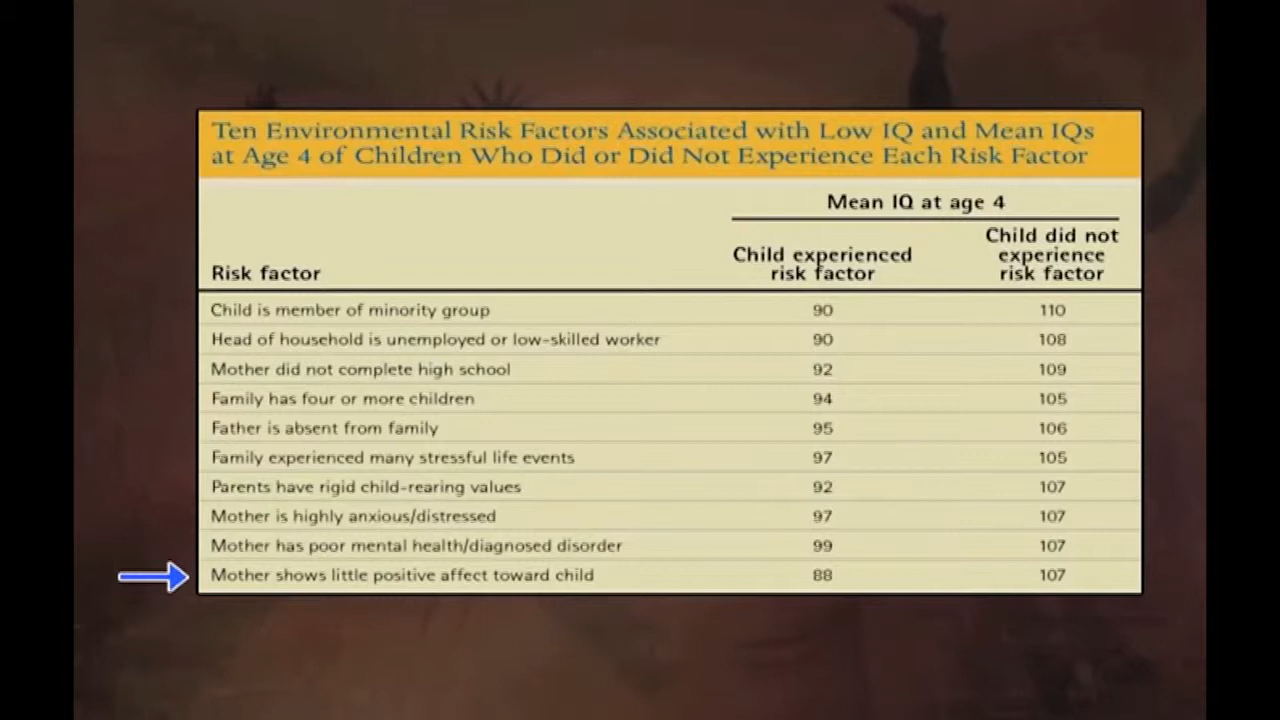 Ten Environmental Risk Factors Associated with Low IQ and Mean IQs
at Age 4 of Children Who Did or Did Not Experience Each Risk Factor
Mean IQ at age 4
Risk factor
Child experienced
risk factor
Child did not
experience
risk factor
Child is member of minority group 90 110
Head of household is unemployed or low-skilled worker 90 108
Mother did not complete high school 92 109
Family has four or more children 94 105
Father is absent from family 95 106
Family experienced many stressful life events 97 105
Parents have rigid child-rearing values 92 107
Mother is highly anxious/distressed 97 107
Mother has poor mental health/diagnosed disorder 99 107
Mother shows little positive affect toward child 88 107